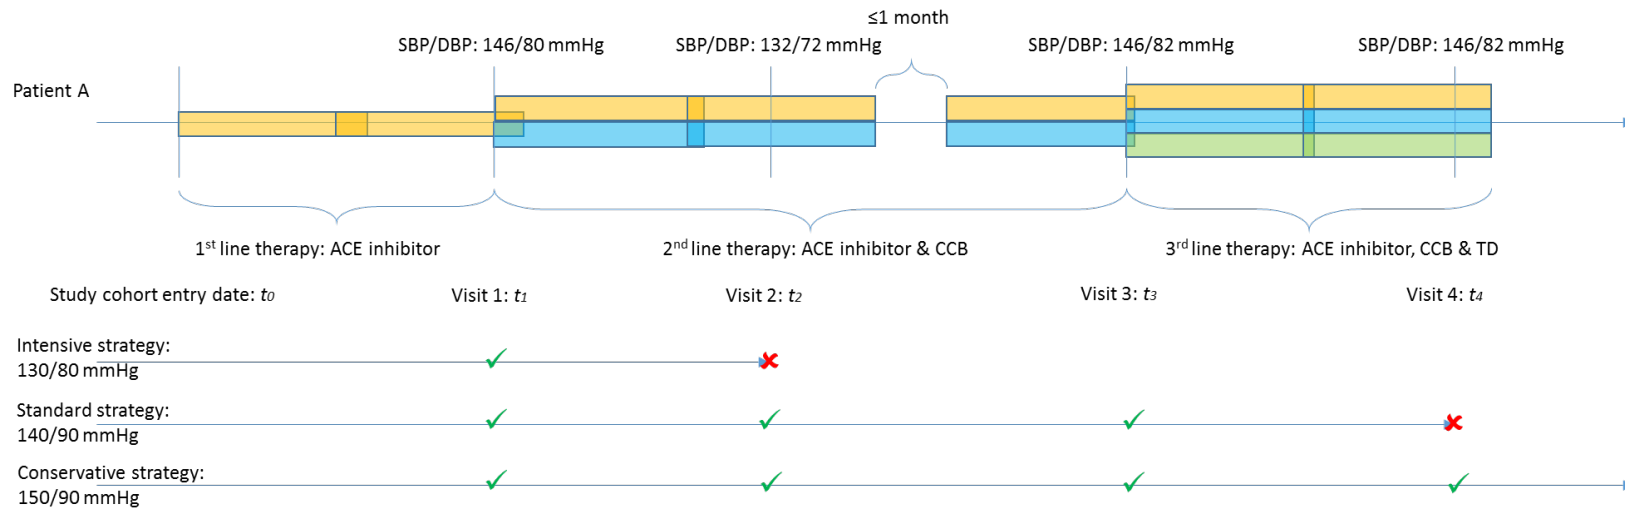 ≤1 month
SBP/DBP: 146/80 mmHg
SBP/DBP: 132/72 mmHg
SBP/DBP: 146/82 mmHg
SBP/DBP: 146/82 mmHg
Patient A
1st line therapy: ACE inhibitor
2nd line therapy: ACE inhibitor & CCB
3rd line therapy: ACE inhibitor, CCB & TD
Study cohort entry date: t0
Visit 1: t1
Visit 2: t2
Visit 3: t3
Visit 4: t4
Intensive strategy:
130/80 mmHg
Standard strategy:
140/90 mmHg
Conservative strategy:
150/90 mmHg